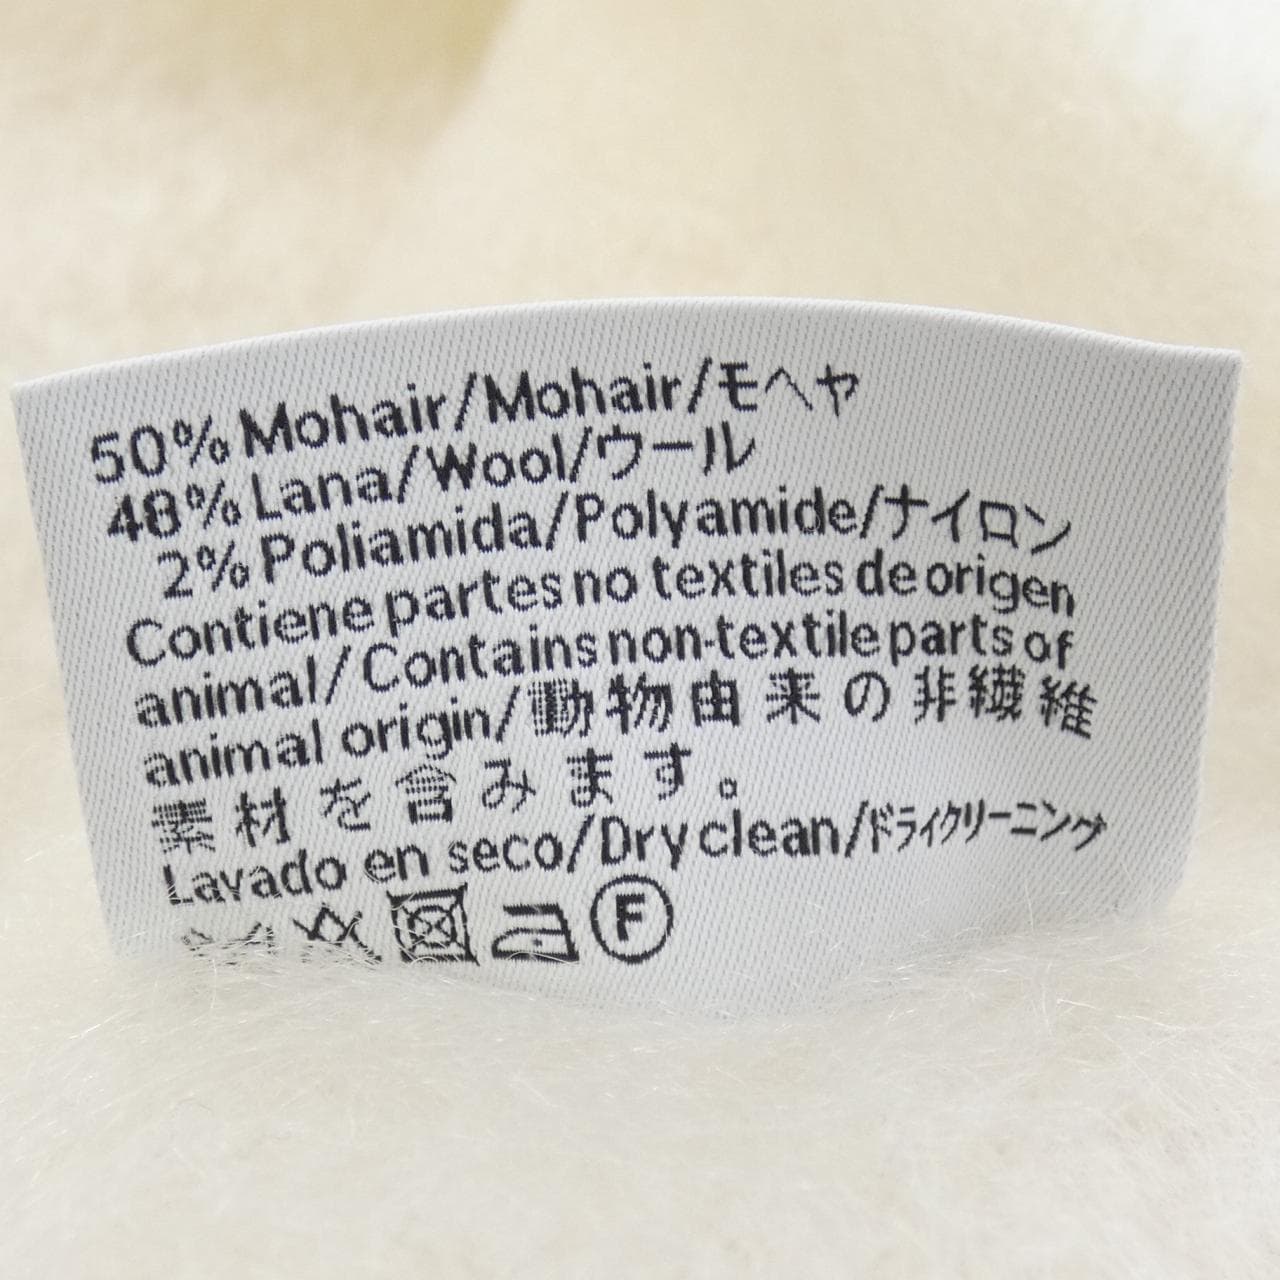 50% Mohair/Mohair/モヘヤ
48% Lana/Wool/ウール
2% Poliamida/Polyamide/ナイロン
Contiene partes no textiles de origen
animal/Contains non-textile parts of
animal origin/動物由来の非繊維
素材を含みます。
Lavado en seco/Dry clean/ドライクリーニング
F